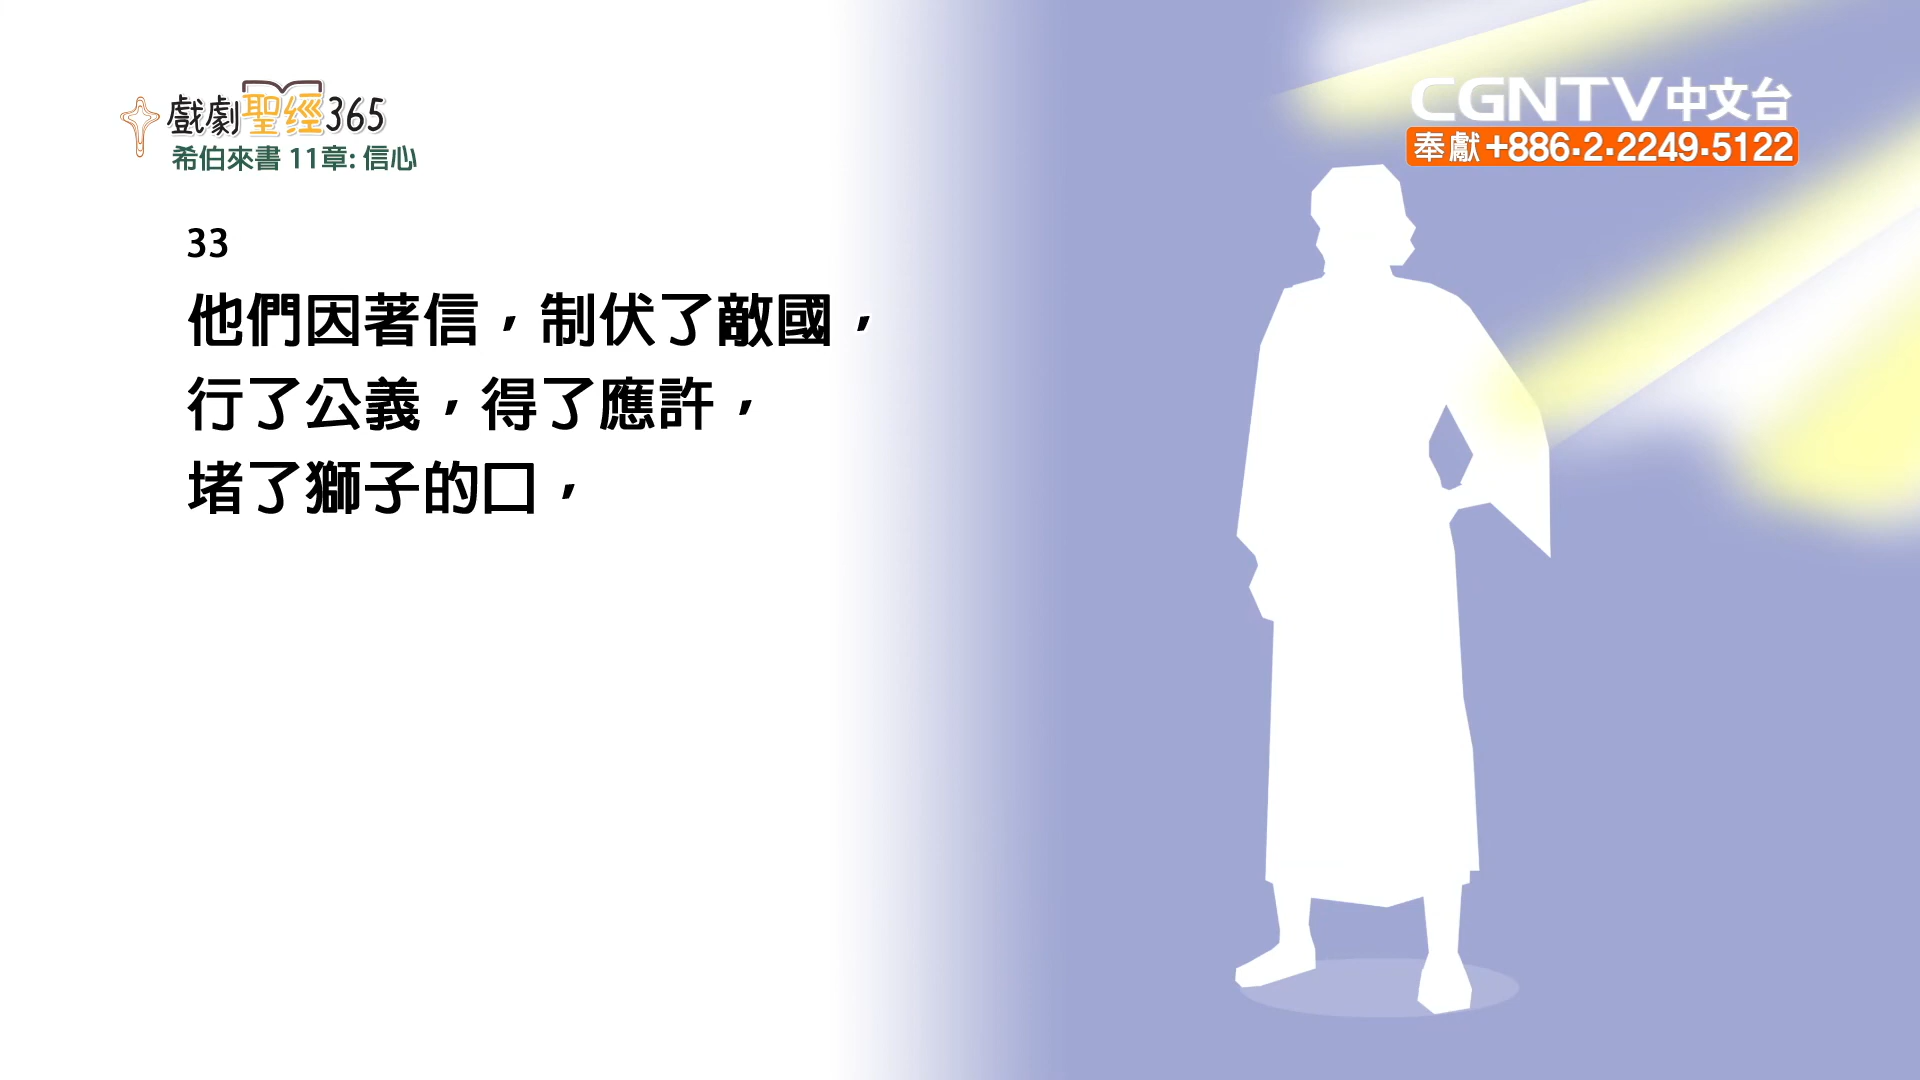 戲劇聖經365
希伯來書 11章: 信心
CGNTV中文台
奉獻 +886·2·2249·5122
33
他們因著信，制伏了敵國，
行了公義，得了應許，
堵了獅子的口，